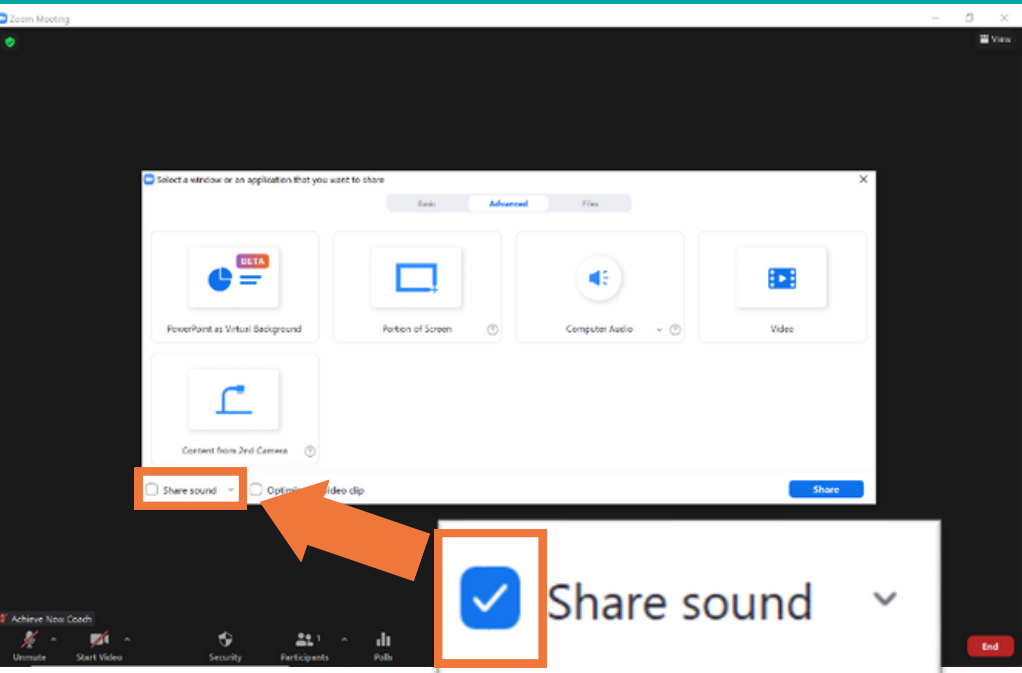 Zoom Meeting
View
Select a window or an application that you want to share
Basic Advanced Files
BETA
PowerPoint as Virtual Background
Portion of Screen
Computer Audio
Video
Content from 2nd Camera
Share sound
video clip
Share
Share sound
Achieve Now Coach
Unmute
Start Video
Security
1
Participants
Polls
End